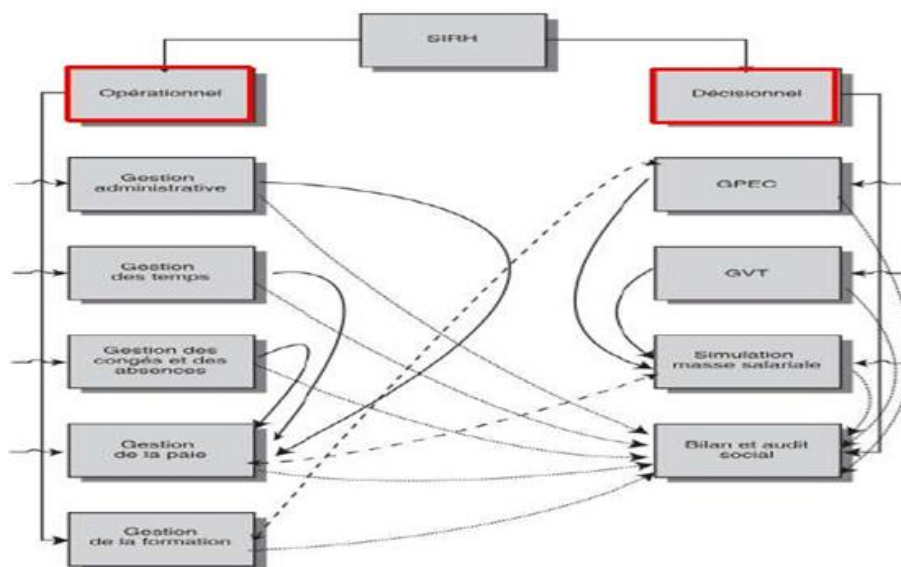 SIRH
Opérationnel
Décisionnel
Gestion
administrative
GPEC
Gestion
des temps
GVT
Gestion des
congés et des
absences
Simulation
masse salariale
Gestion
de la paie
Bilan et audit
social
Gestion
de la formation